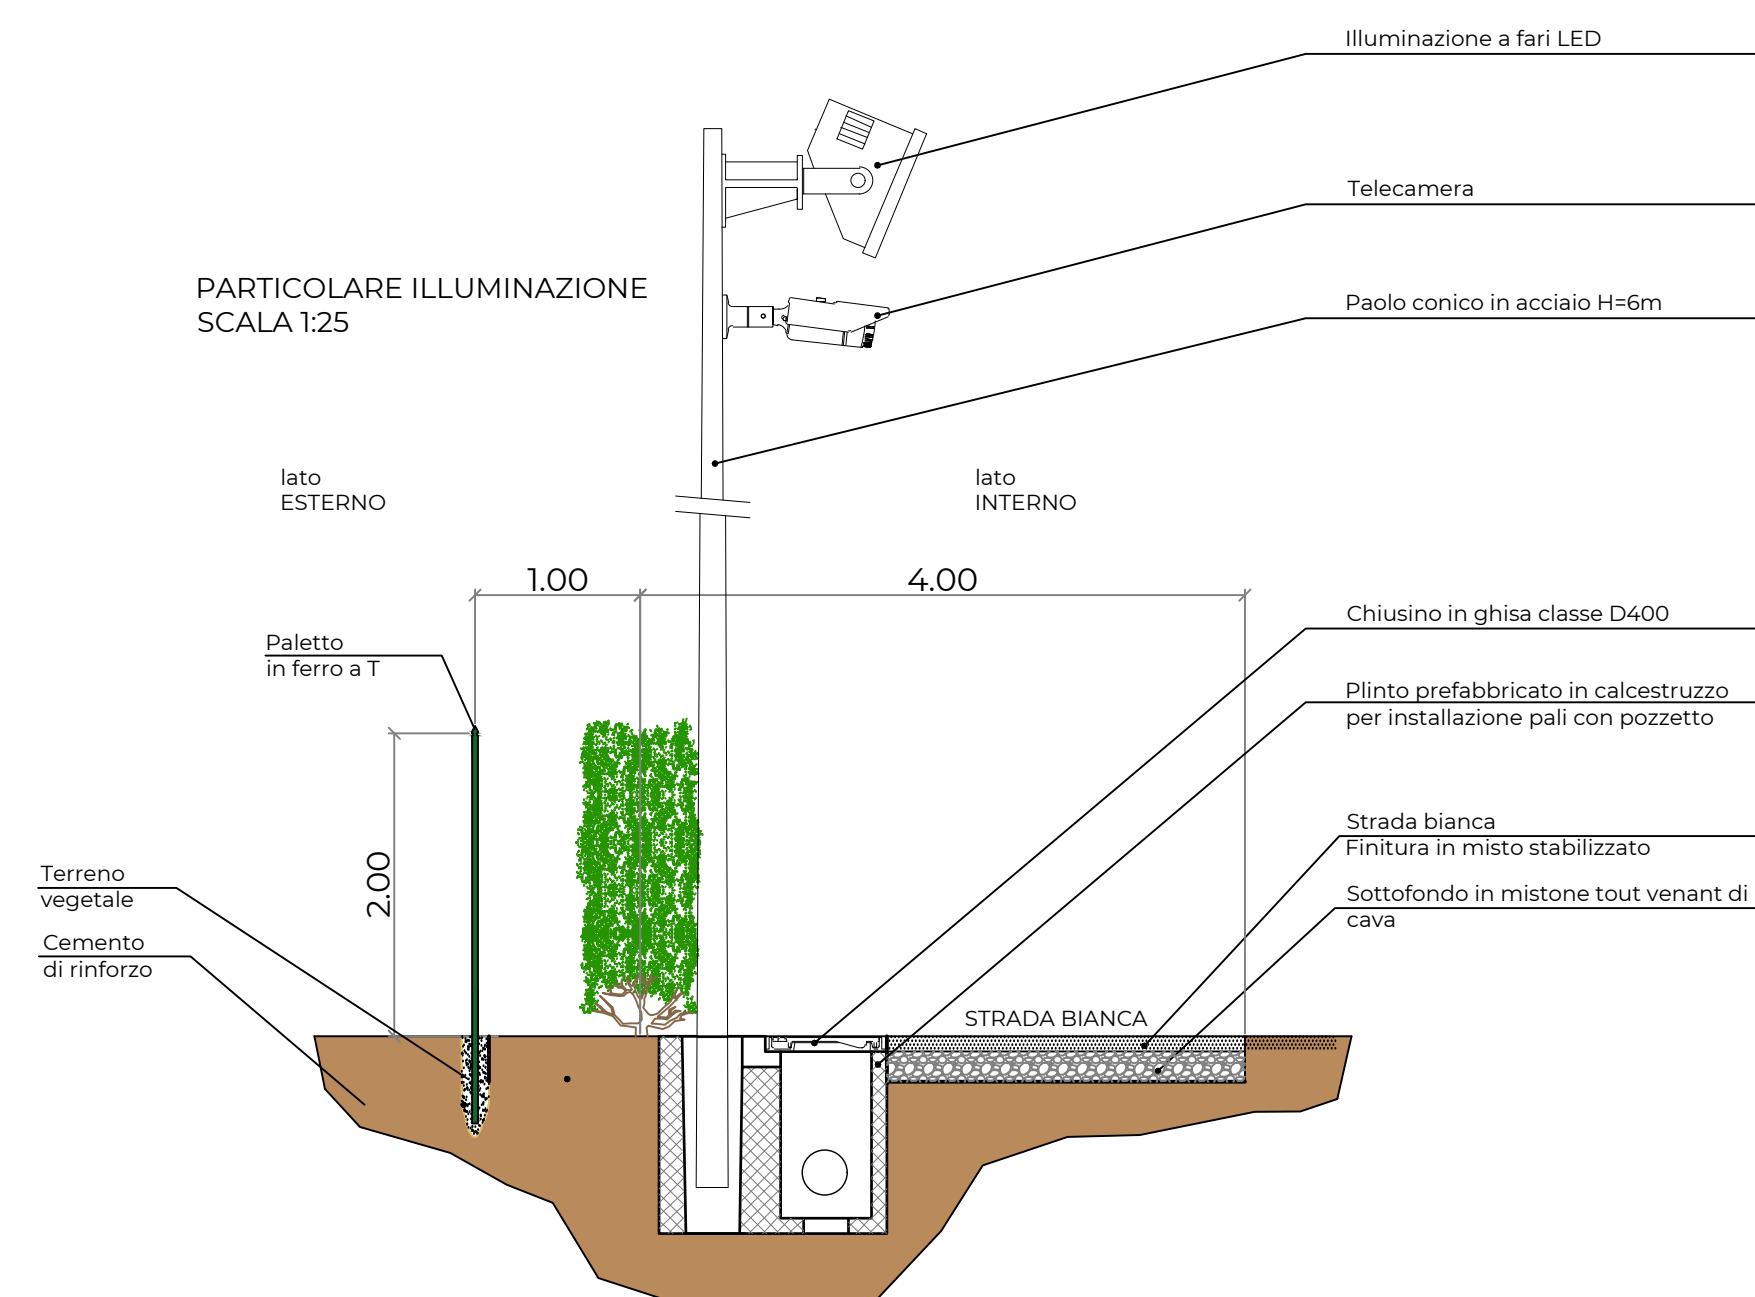 Illuminazione a fari LED
Telecamera
PARTICOLARE ILLUMINAZIONE
SCALA 1:25
Paolo conico in acciaio H=6m
lato
ESTERNO
lato
INTERNO
1.00
4.00
Chiusino in ghisa classe D400
Paletto
in ferro a T
Plinto prefabbricato in calcestruzzo
per installazione pali con pozzetto
Strada bianca
Finitura in misto stabilizzato
2.00
Terreno
vegetale
Sottofondo in mistone tout venant di
cava
Cemento
di rinforzo
STRADA BIANCA